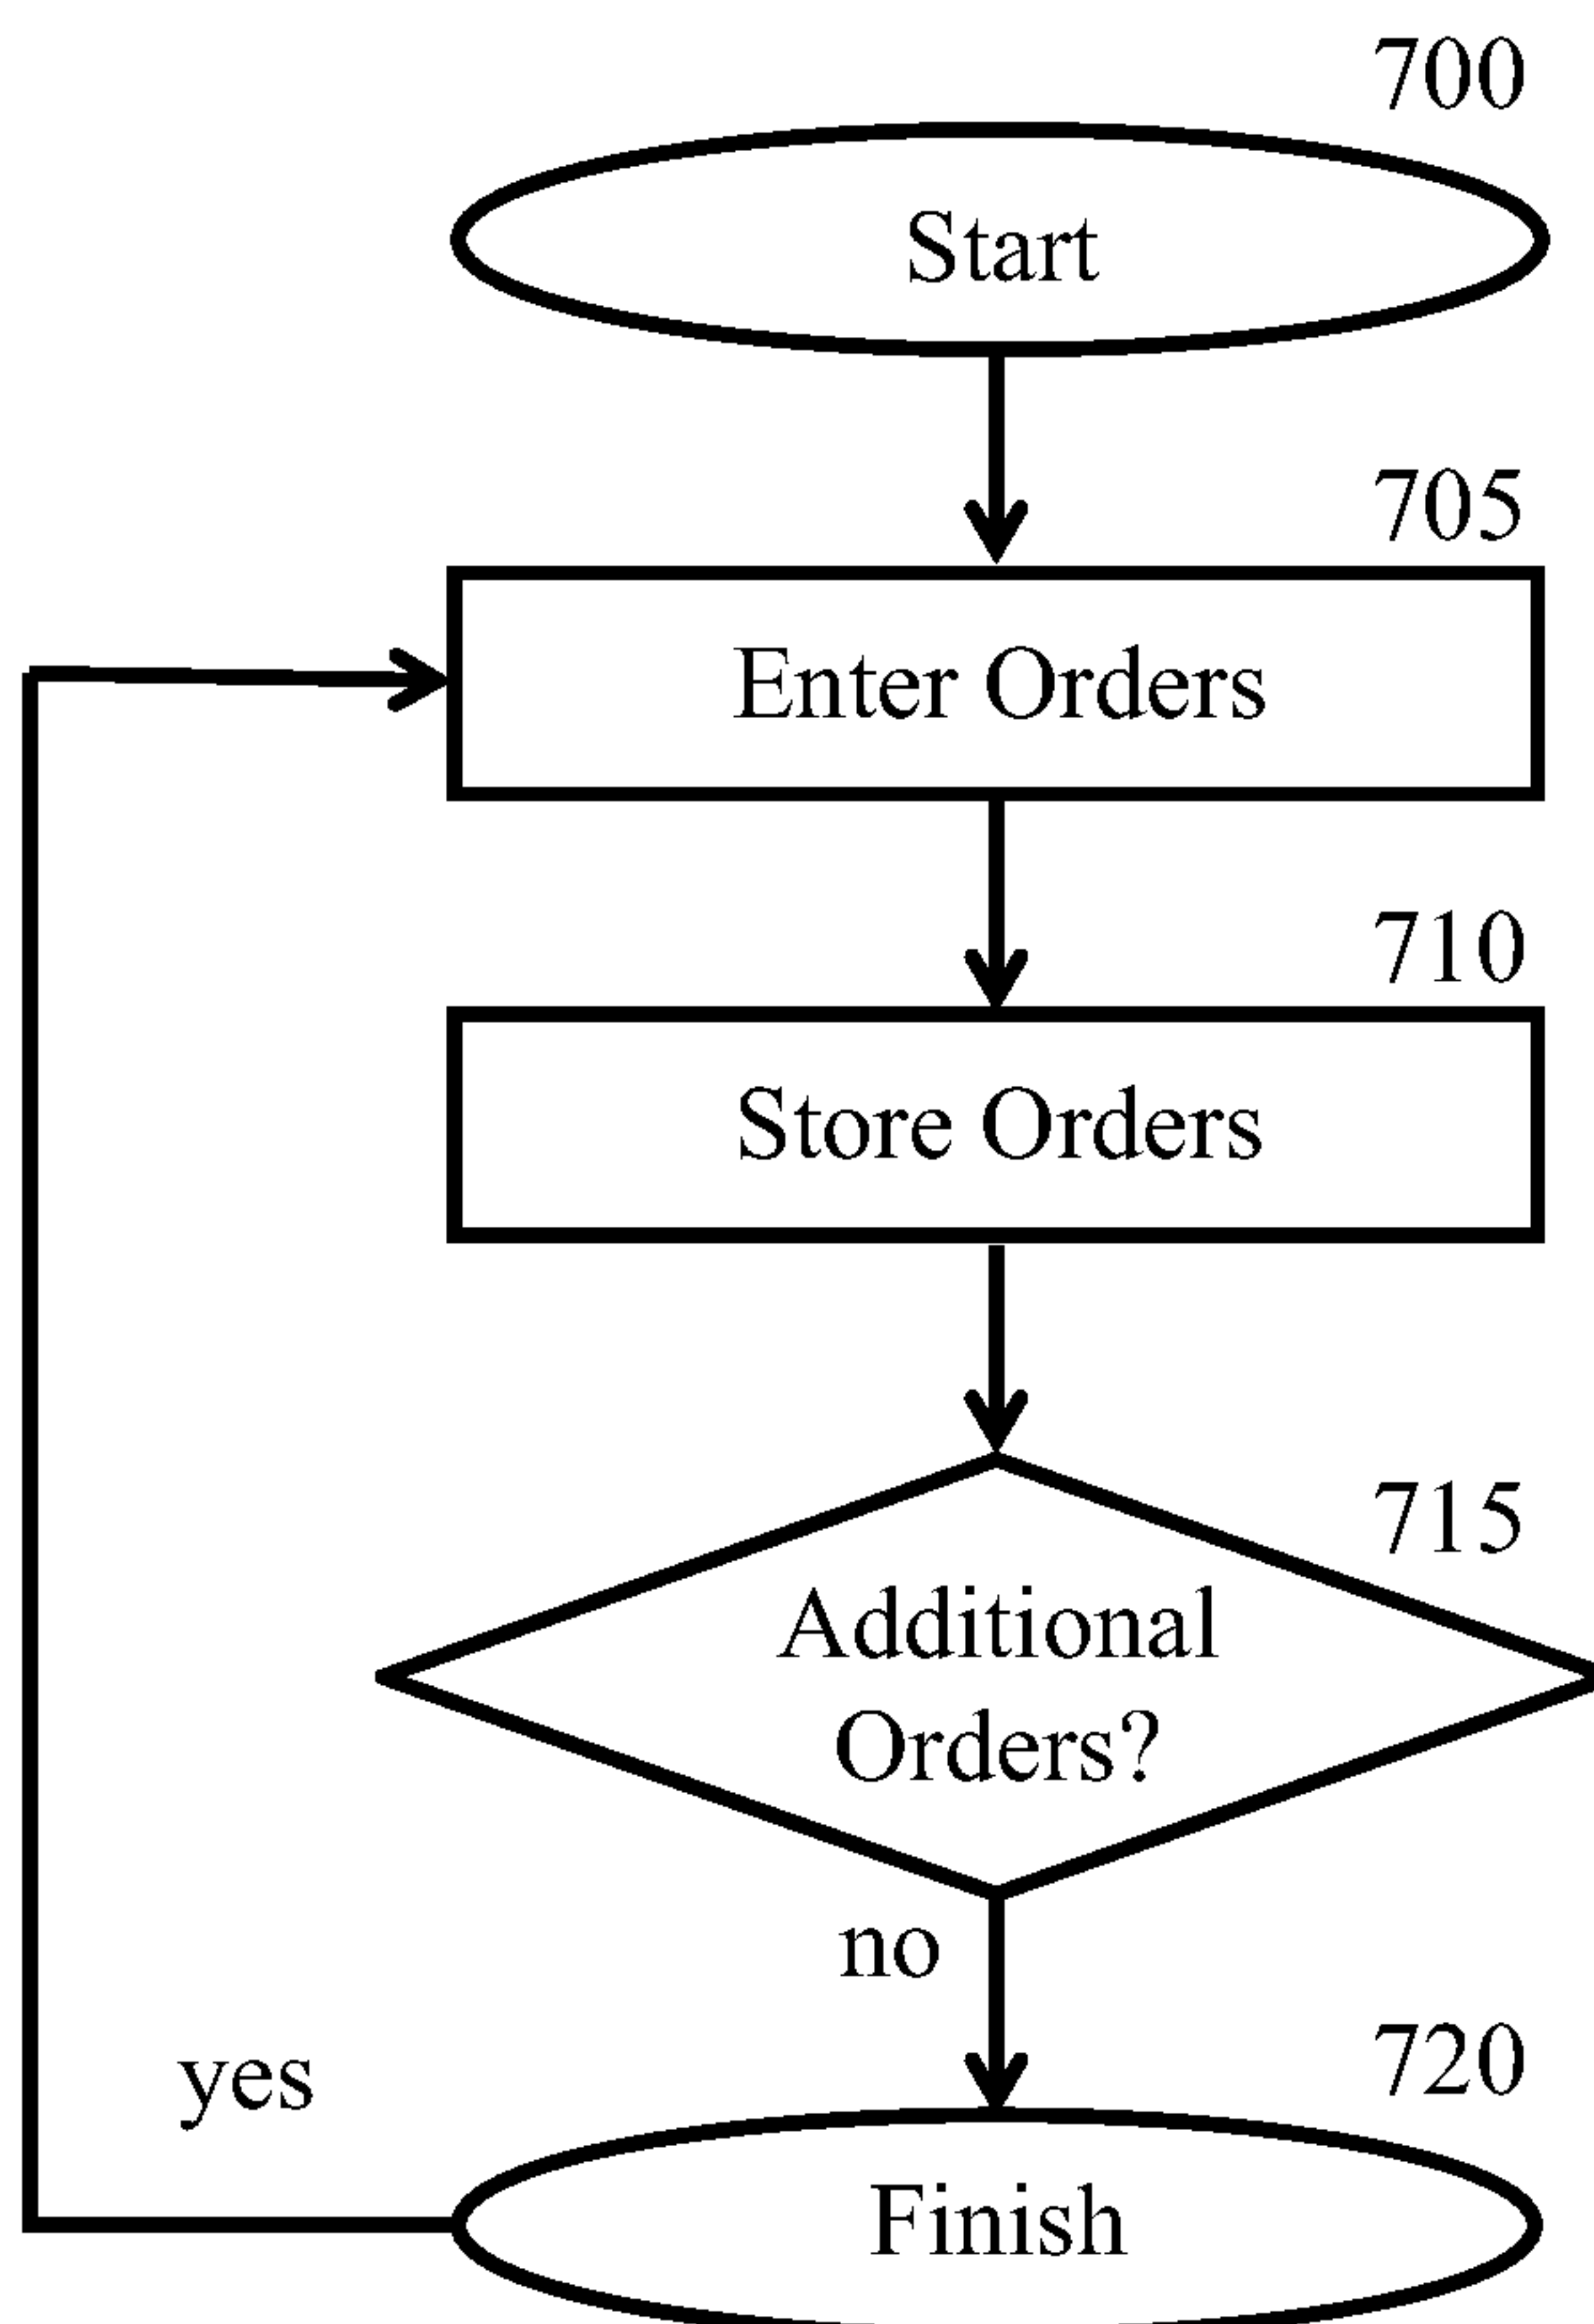 700
Start
705
Enter Orders
710
Store Orders
715
Additional
Orders?
no
720
yes
Finish